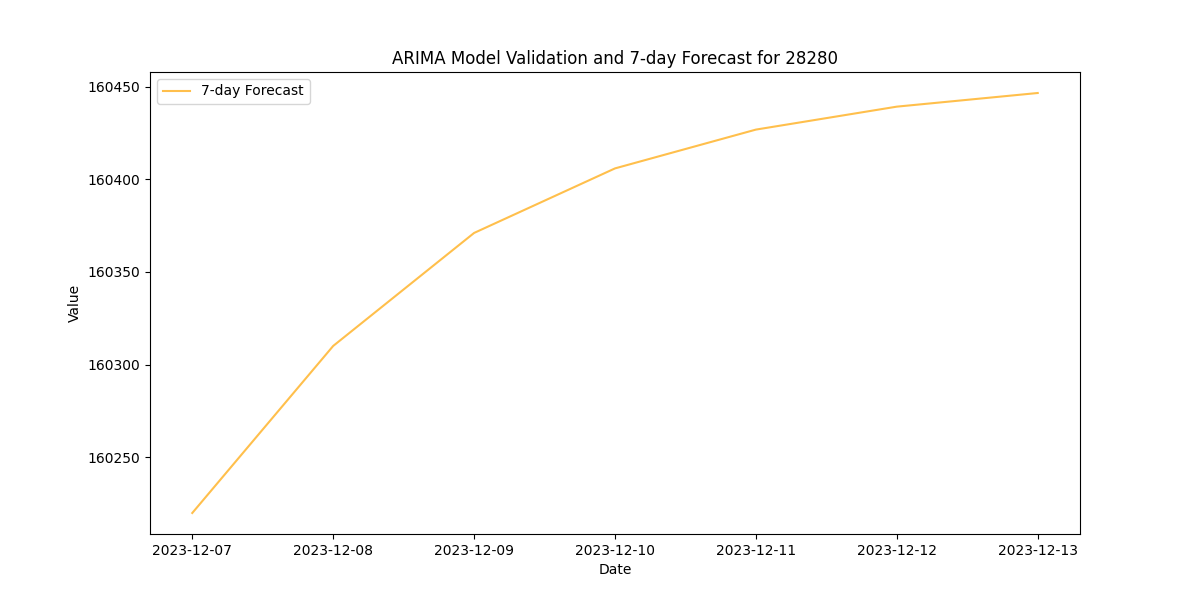 ARIMA Model Validation and 7-day Forecast for 28280
7-day Forecast
160450
160400
160350
160300
160250
Value
2023-12-07 2023-12-08 2023-12-09 2023-12-10 2023-12-11 2023-12-12 2023-12-13
Date